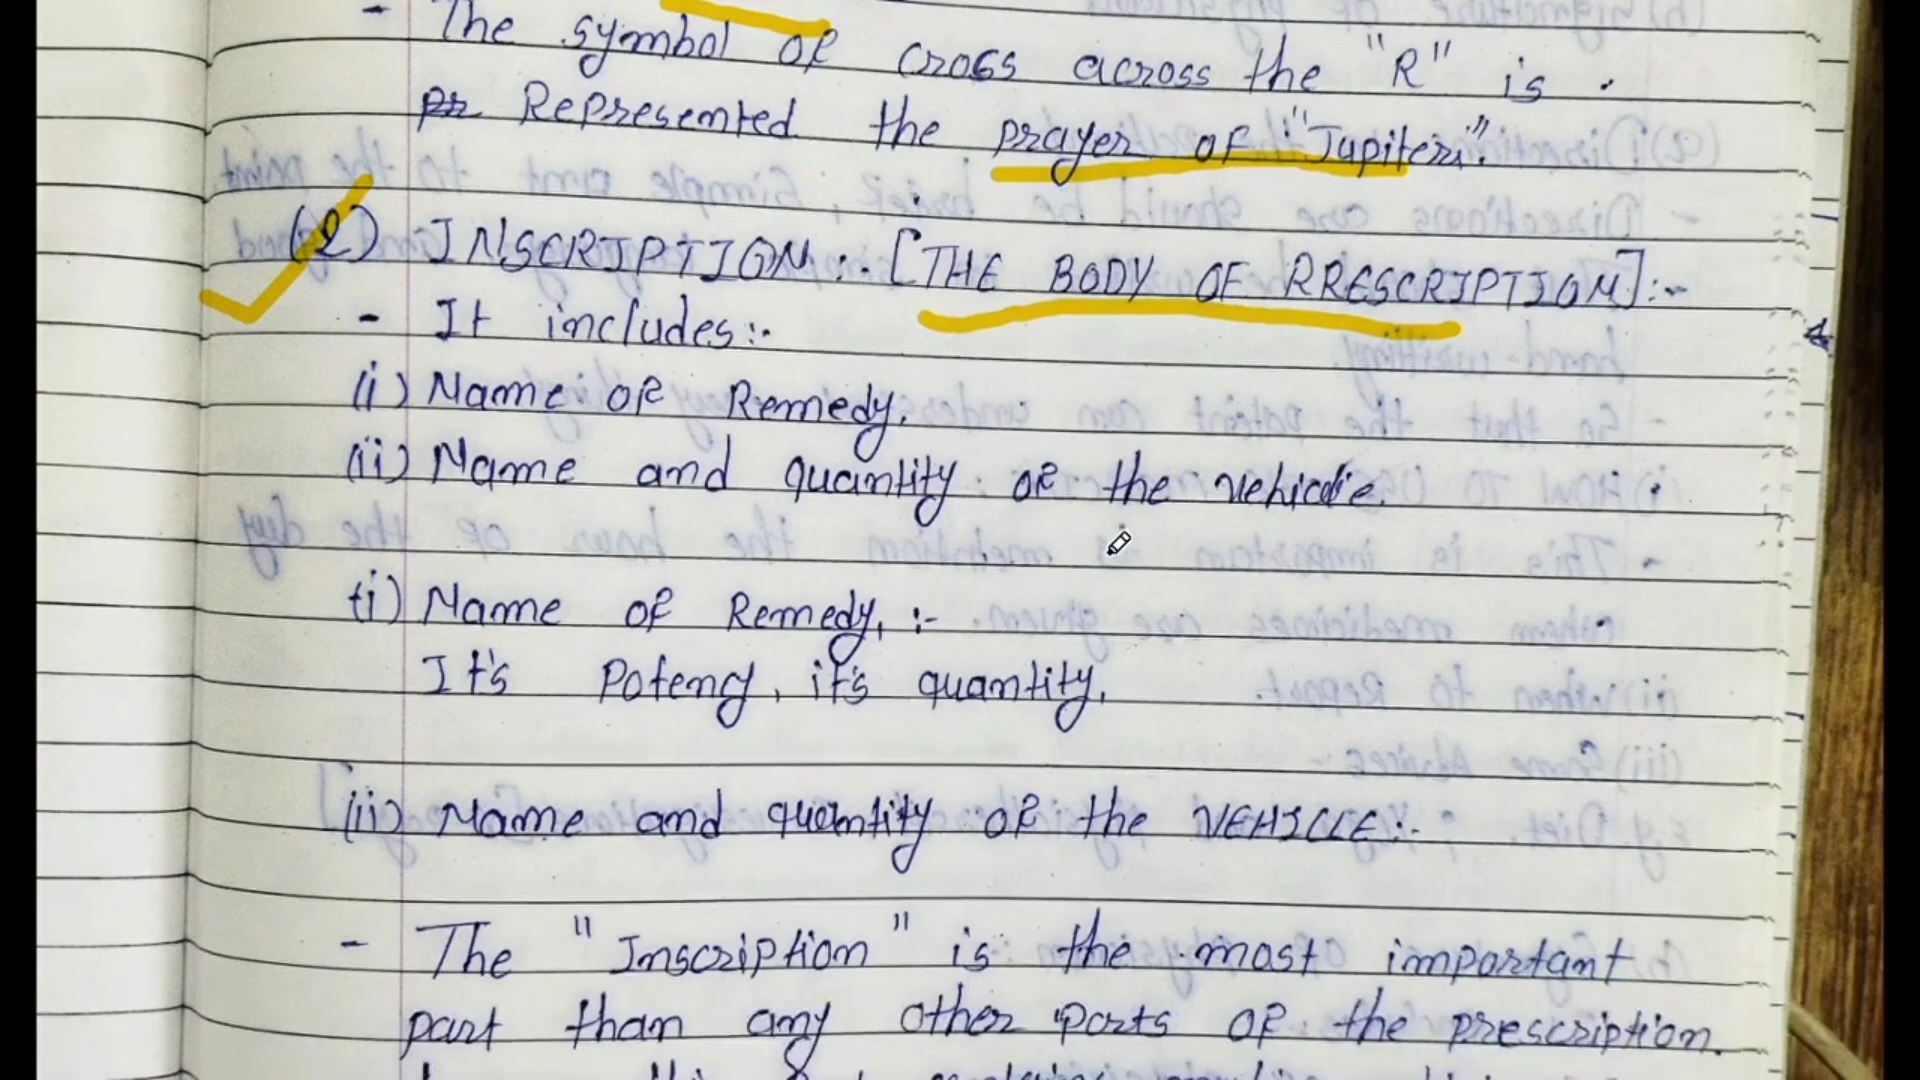 - The symbol of cross across the "R" is
Represented the prayer of "Jupiter".
(2) INSCRIPTION :- [THE BODY OF RRESCRIPTION]:-
- It includes:-
(i) Name of Remedy.
(ii) Name and quantity of the vehicle.
(i) Name of Remedy, :-
It's Potency, it's quantity.
(ii) Name and quantity of the VEHICLE:-
- The "Inscription" is the most important
part than any other parts of the prescription.